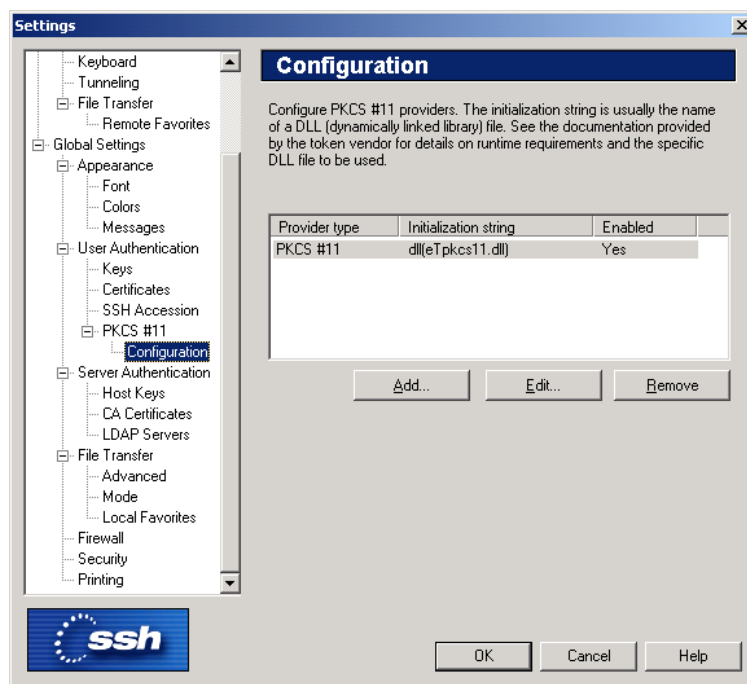 Settings
Keyboard
Tunneling
File Transfer
Remote Favorites
Global Settings
Appearance
Font
Colors
Messages
User Authentication
Keys
Certificates
SSH Accession
PKCS #11
Configuration
Server Authentication
Host Keys
CA Certificates
LDAP Servers
File Transfer
Advanced
Mode
Local Favorites
Firewall
Security
Printing
ssh
Configuration
Configure PKCS #11 providers. The initialization string is usually the name
of a DLL (dynamically linked library) file. See the documentation provided
by the token vendor for details on runtime requirements and the specific
DLL file to be used.
Provider type Initialization string Enabled
PKCS #11 dll(eTpkcs11.dll) Yes
Add... Edit... Remove
OK Cancel Help